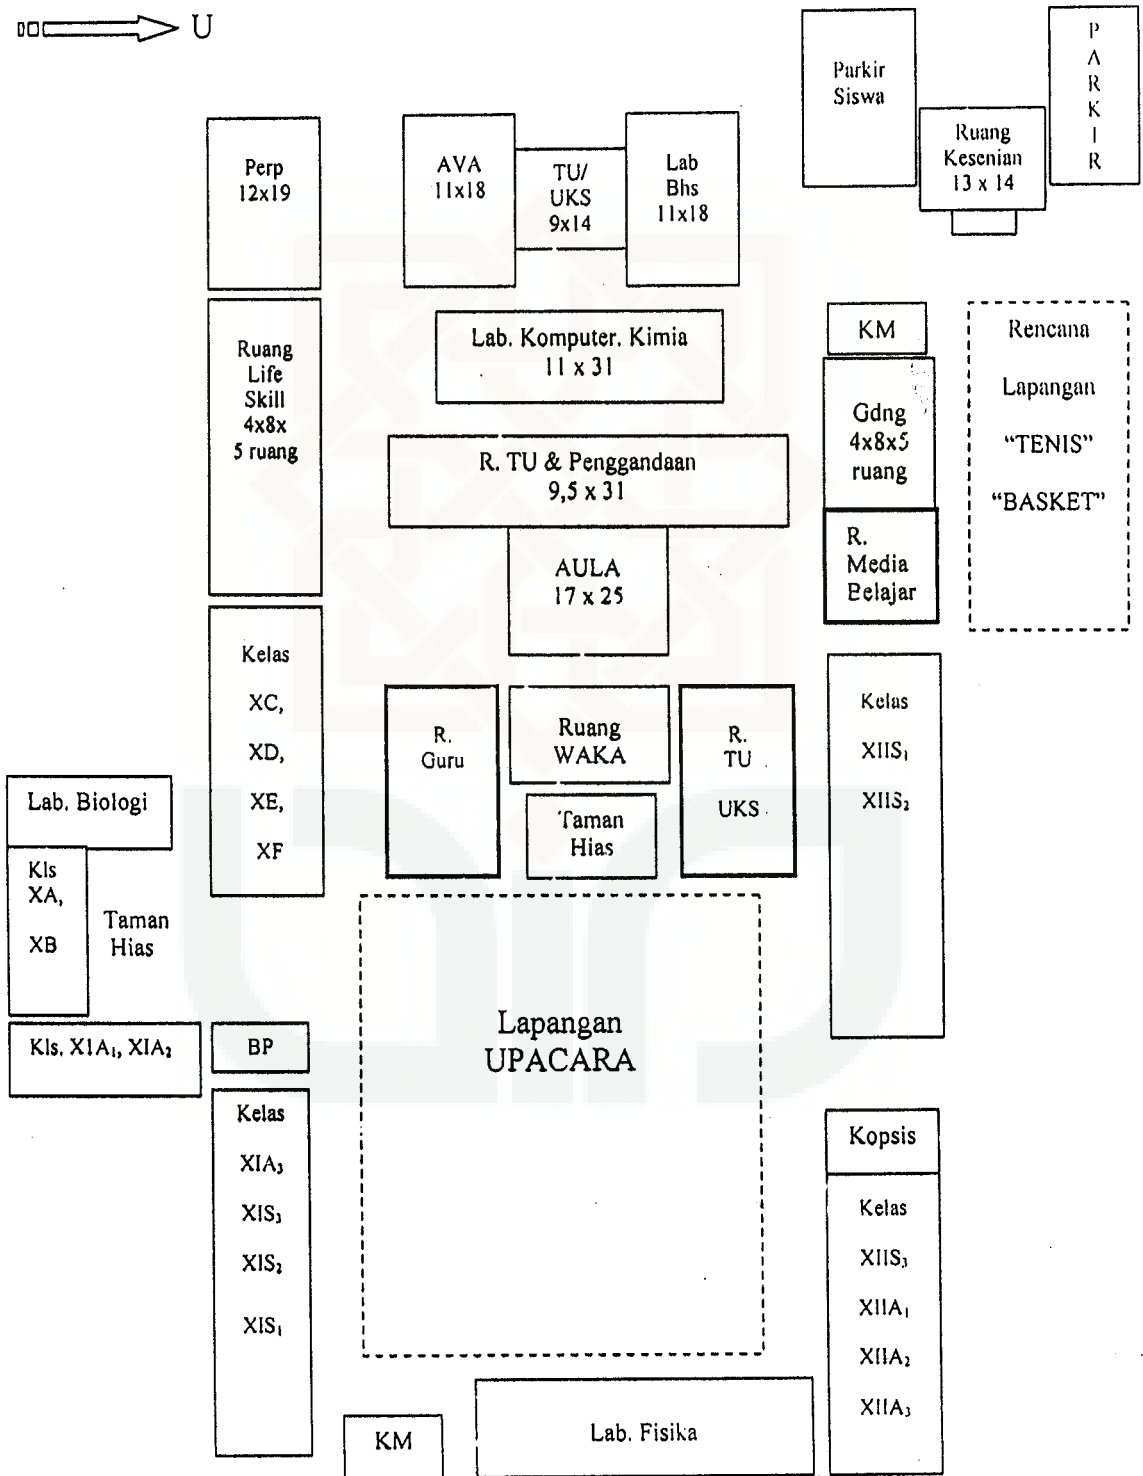 U
Parkir
Siswa
P
A
R
K
I
R
Ruang
Kesenian
13 x 14
Perp
12x19
AVA
11x18
TU/
UKS
9x14
Lab
Bhs
11x18
Lab. Komputer. Kimia
11 x 31
KM
Rencana
Lapangan
“TENIS”
“BASKET”
Ruang
Life
Skill
4x8x
5 ruang
Gdng
4x8x5
ruang
R. TU & Penggandaan
9,5 x 31
R.
Media
Belajar
AULA
17 x 25
Kelas
XC,
XD,
XE,
XF
R.
Guru
Ruang
WAKA
R.
TU
UKS
Taman
Hias
Kelas
XIIS₁
XIIS₂
Lab. Biologi
Kls
XA,
XB
Taman
Hias
Lapangan
UPACARA
Kls. X1A₁, XIA₂
BP
Kelas
XIA₃
XIS₃
XIS₂
XIS₁
Kopsis
Kelas
XIIS₃
XIIA₁
XIIA₂
XIIA₃
KM
Lab. Fisika